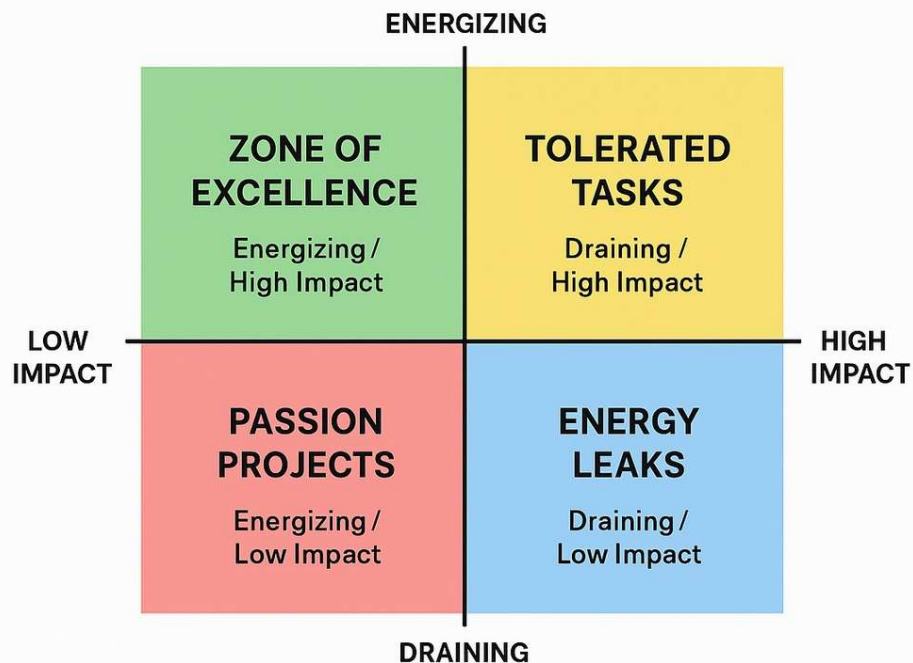 ENERGIZING
ZONE OF
EXCELLENCE
Energizing /
High Impact
TOLERATED
TASKS
Draining /
High Impact
LOW
IMPACT
HIGH
IMPACT
PASSION
PROJECTS
Energizing /
Low Impact
ENERGY
LEAKS
Draining /
Low Impact
DRAINING